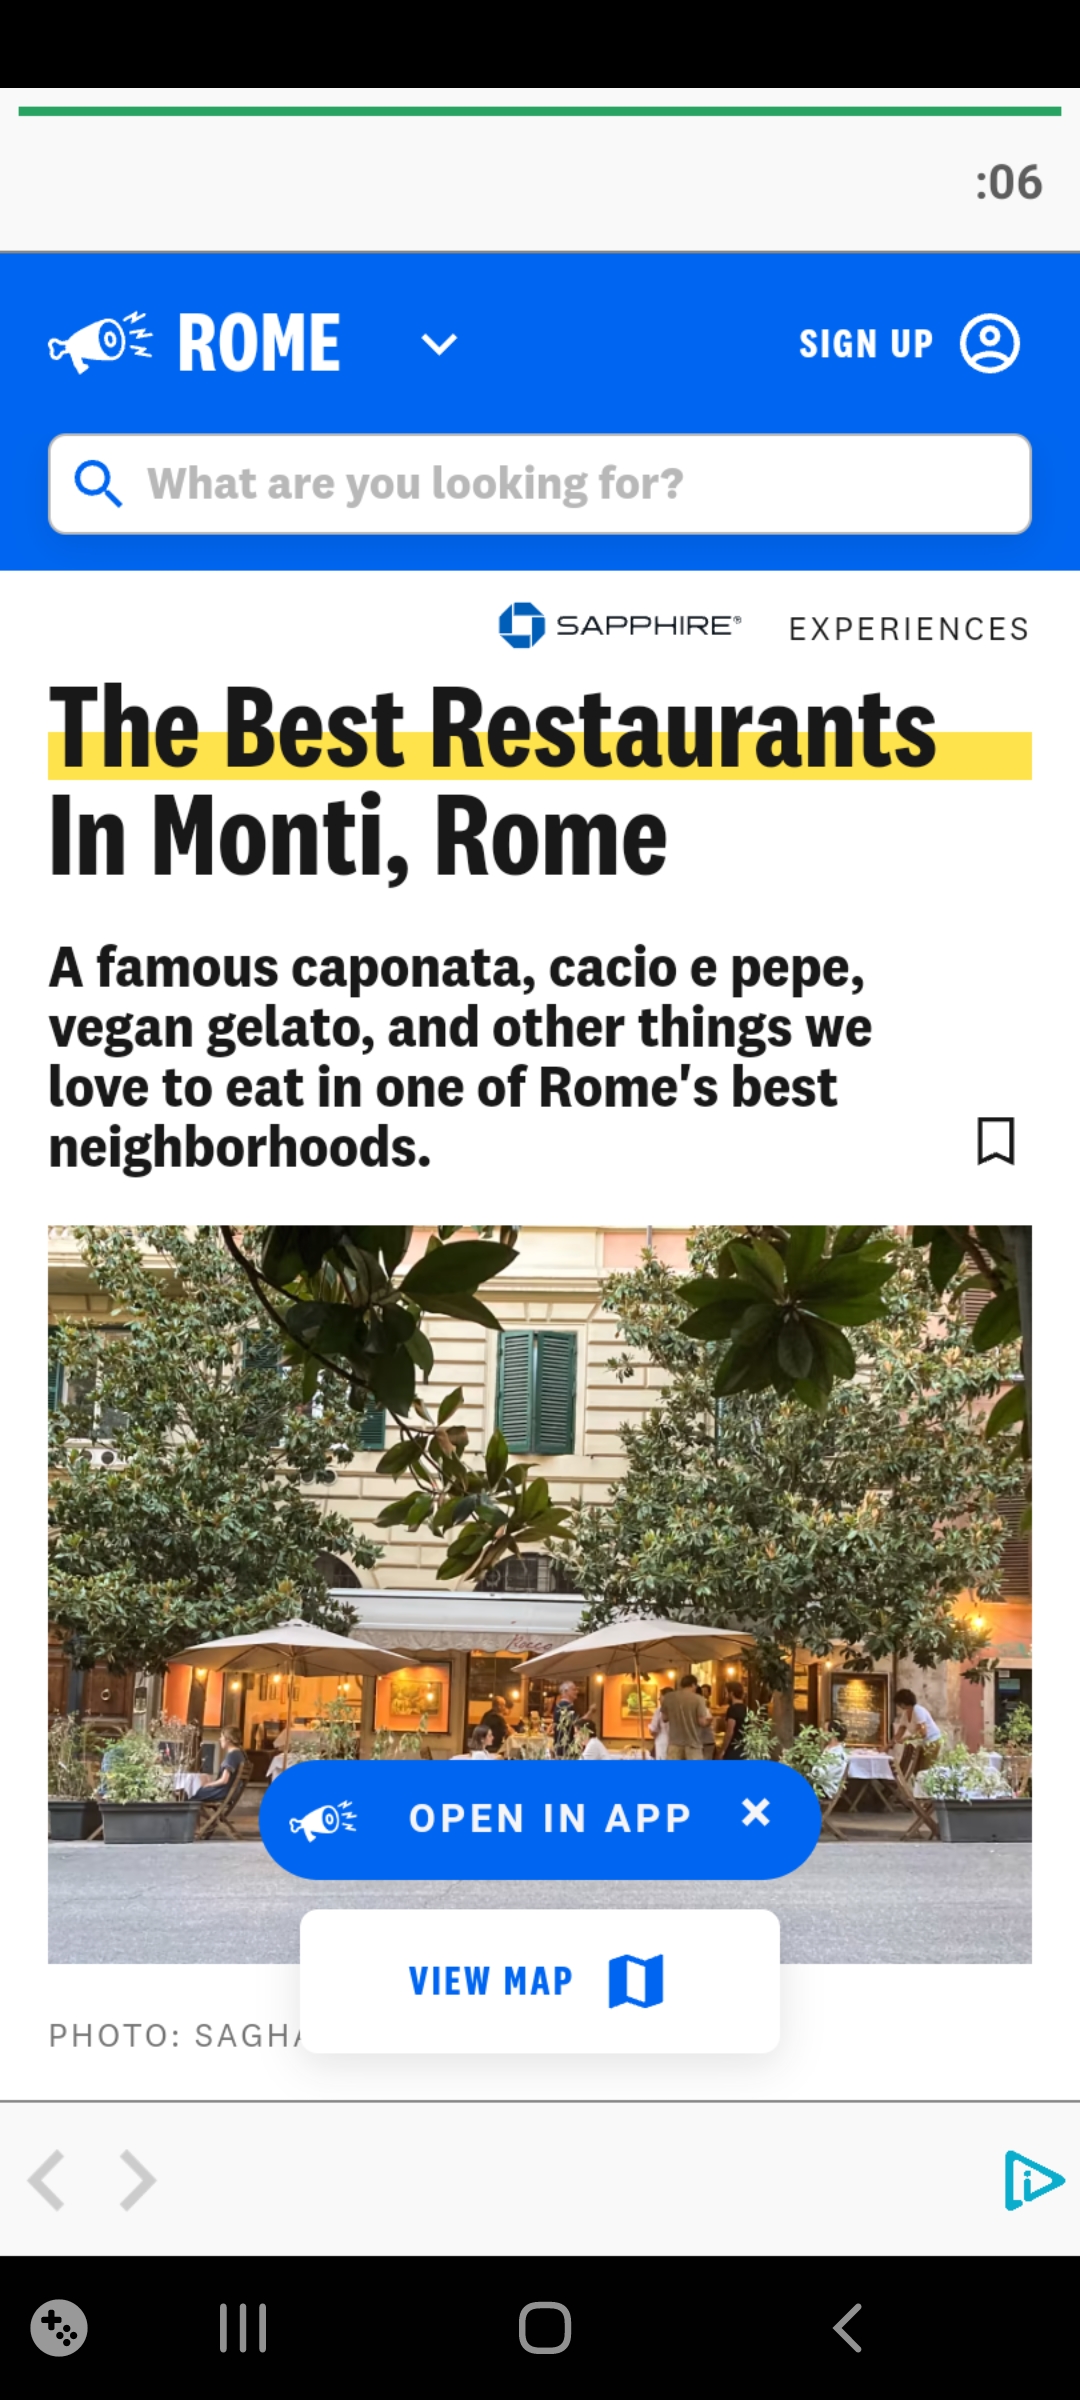 :06
ROME
SIGN UP
What are you looking for?
SAPPHIRE® EXPERIENCES
The Best Restaurants
In Monti, Rome
A famous caponata, cacio e pepe,
vegan gelato, and other things we
love to eat in one of Rome's best
neighborhoods.
Rocco
OPEN IN APP
VIEW MAP
PHOTO: SAGHA